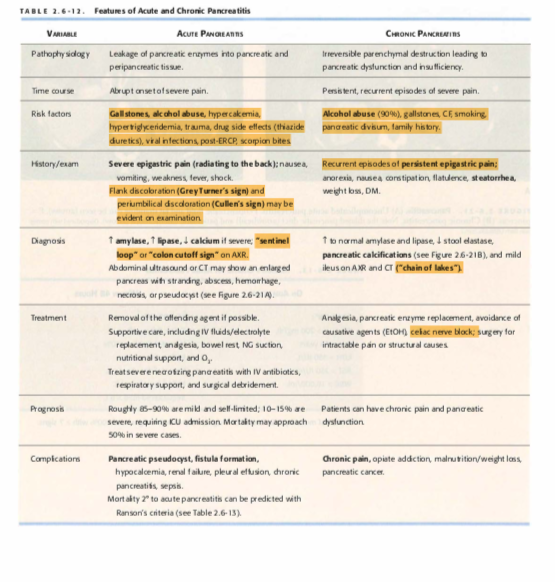 TABLE 2.6-12. Features of Acute and Chronic Pancreatitis
VARIABLE ACUTE PANCREATITIS CHRONIC PANCREATITIS
Pathophysiology Leakage of pancreatic enzymes into pancreatic and Irreversible parenchymal destruction leading to
peripancreatic tissue. pancreatic dysfunction and insufficiency.
Time course Abrupt onset of severe pain. Persistent, recurrent episodes of severe pain.
Risk factors Gallstones, alcohol abuse, hypercalcemia, Alcohol abuse (90%), gallstones, CF, smoking,
hypertriglyceridemia, trauma, drug side effects (thiazide pancreatic divisum, family history.
diuretics), viral infections, post-ERCP, scorpion bites.
History/exam Severe epigastric pain (radiating to the back); nausea, Recurrent episodes of persistent epigastric pain;
vomiting, weakness, fever, shock. anorexia, nausea, constipation, flatulence, steatorrhea,
Flank discoloration (Grey Turner's sign) and weight loss, DM.
periumbilical discoloration (Cullen's sign) may be
evident on examination.
Diagnosis ↑ amylase, ↑ lipase, ↓ calcium if severe; "sentinel ↑ to normal amylase and lipase, ↓ stool elastase,
loop" or "colon cutoff sign" on AXR. pancreatic calcifications (see Figure 2.6-21B), and mild
Abdominal ultrasound or CT may show an enlarged ileus on AXR and CT ("chain of lakes").
pancreas with stranding, abscess, hemorrhage,
necrosis, or pseudocyst (see Figure 2.6-21A).
Treatment Removal of the offending agent if possible. Analgesia, pancreatic enzyme replacement, avoidance of
Supportive care, including IV fluids/electrolyte causative agents (EtOH), celiac nerve block; surgery for
replacement, analgesia, bowel rest, NG suction, intractable pain or structural causes.
nutritional support, and O₂.
Treat severe necrotizing pancreatitis with IV antibiotics,
respiratory support, and surgical debridement.
Prognosis Roughly 85–90% are mild and self-limited; 10–15% are Patients can have chronic pain and pancreatic
severe, requiring ICU admission. Mortality may approach dysfunction.
50% in severe cases.
Complications Pancreatic pseudocyst, fistula formation, Chronic pain, opiate addiction, malnutrition/weight loss,
hypocalcemia, renal failure, pleural effusion, chronic pancreatic cancer.
pancreatitis, sepsis.
Mortality 2° to acute pancreatitis can be predicted with
Ranson's criteria (see Table 2.6-13).